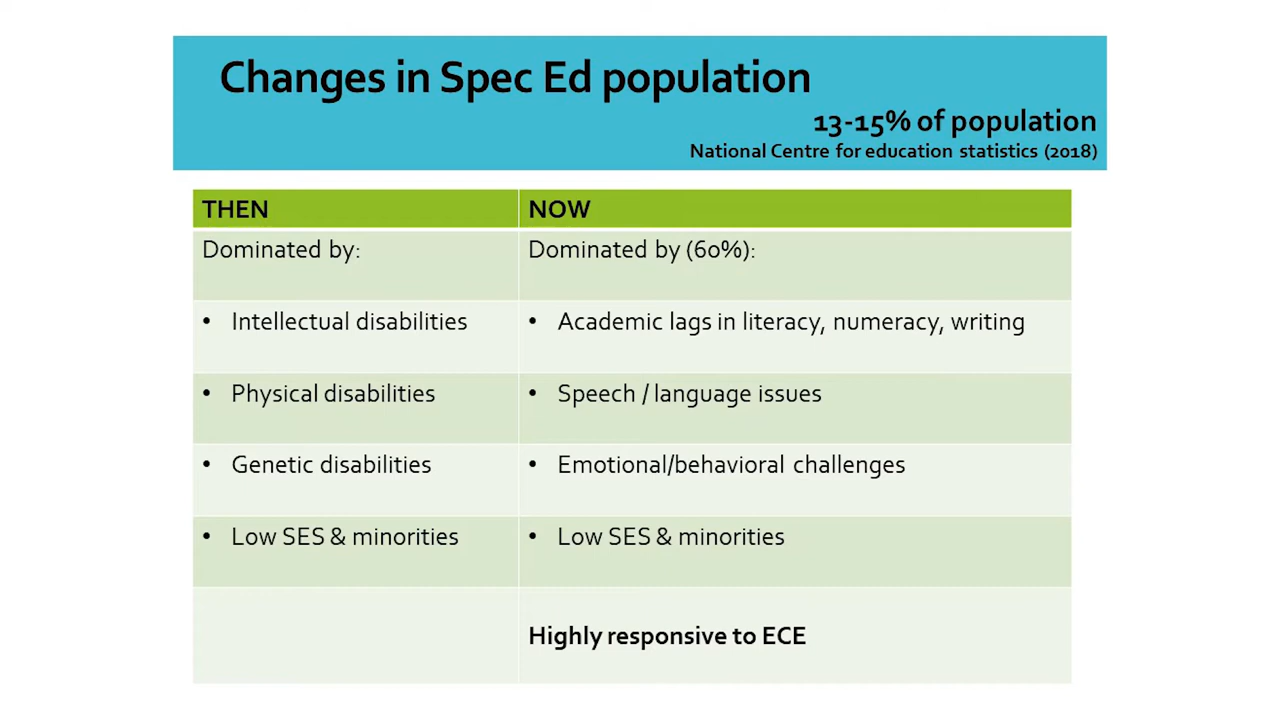 Changes in Spec Ed population
13-15% of population
National Centre for education statistics (2018)
THEN
NOW
Dominated by:
Dominated by (60%):
• Intellectual disabilities
• Academic lags in literacy, numeracy, writing
• Physical disabilities
• Speech / language issues
• Genetic disabilities
• Emotional/behavioral challenges
• Low SES & minorities
• Low SES & minorities
Highly responsive to ECE